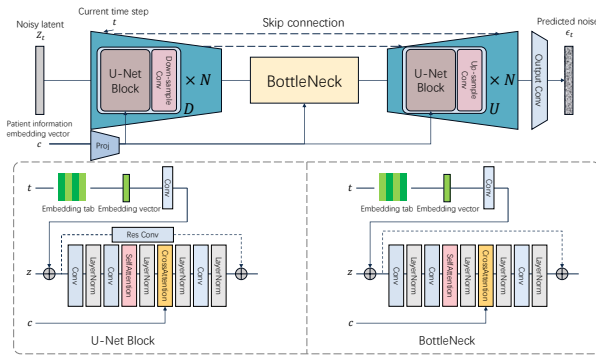 Noisy latent
Z_t
Current time step
t
Skip connection
Predicted noise
ϵ_t
U-Net
Block
Down-sample
Conv
× N
D
BottleNeck
U-Net
Block
Up-sample
Conv
× N
U
Output Conv
Patient information
embedding vector
c
Proj
t
Embedding tab
Embedding vector
Conv
Res Conv
z
Conv
LayerNorm
Conv
SelfAttention
LayerNorm
CrossAttention
LayerNorm
Conv
LayerNorm
c
U-Net Block
t
Embedding tab
Embedding vector
Conv
z
Conv
LayerNorm
Conv
SelfAttention
LayerNorm
CrossAttention
LayerNorm
Conv
LayerNorm
c
BottleNeck